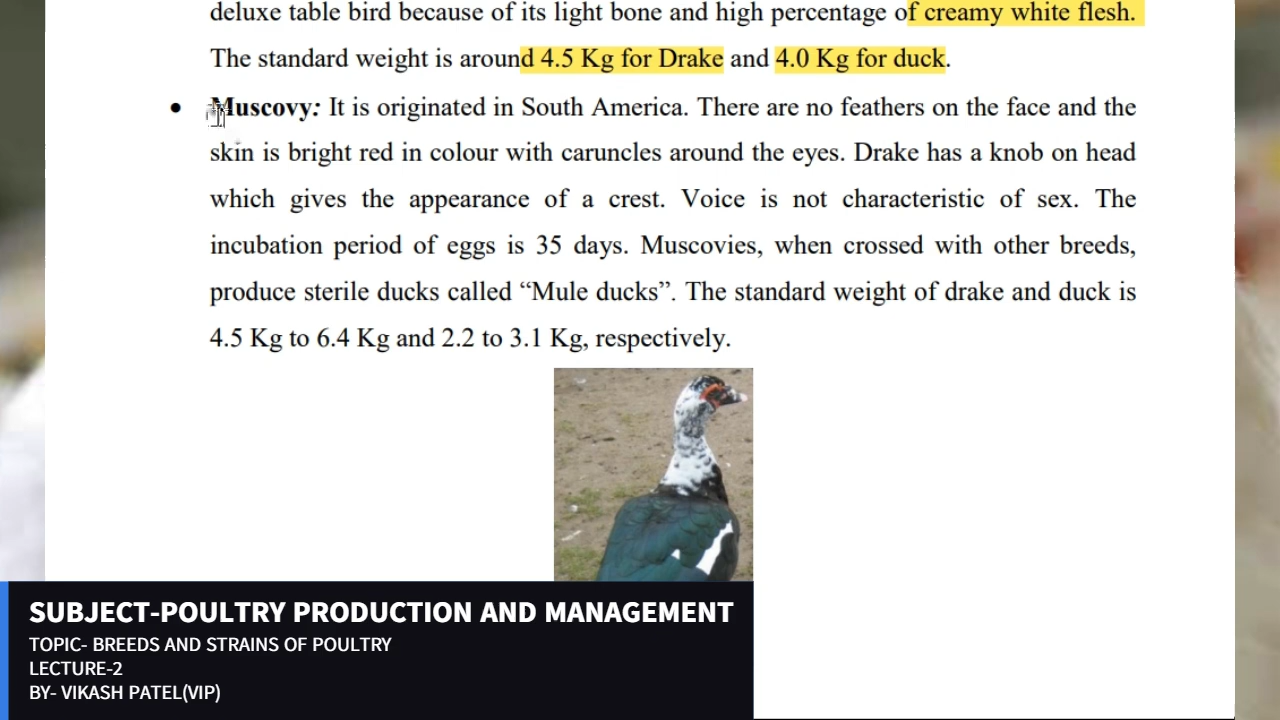 deluxe table bird because of its light bone and high percentage of creamy white flesh.
The standard weight is around 4.5 Kg for Drake and 4.0 Kg for duck.
• Muscovy: It is originated in South America. There are no feathers on the face and the
skin is bright red in colour with caruncles around the eyes. Drake has a knob on head
which gives the appearance of a crest. Voice is not characteristic of sex. The
incubation period of eggs is 35 days. Muscovies, when crossed with other breeds,
produce sterile ducks called “Mule ducks”. The standard weight of drake and duck is
4.5 Kg to 6.4 Kg and 2.2 to 3.1 Kg, respectively.
SUBJECT-POULTRY PRODUCTION AND MANAGEMENT
TOPIC- BREEDS AND STRAINS OF POULTRY
LECTURE-2
BY- VIKASH PATEL(VIP)